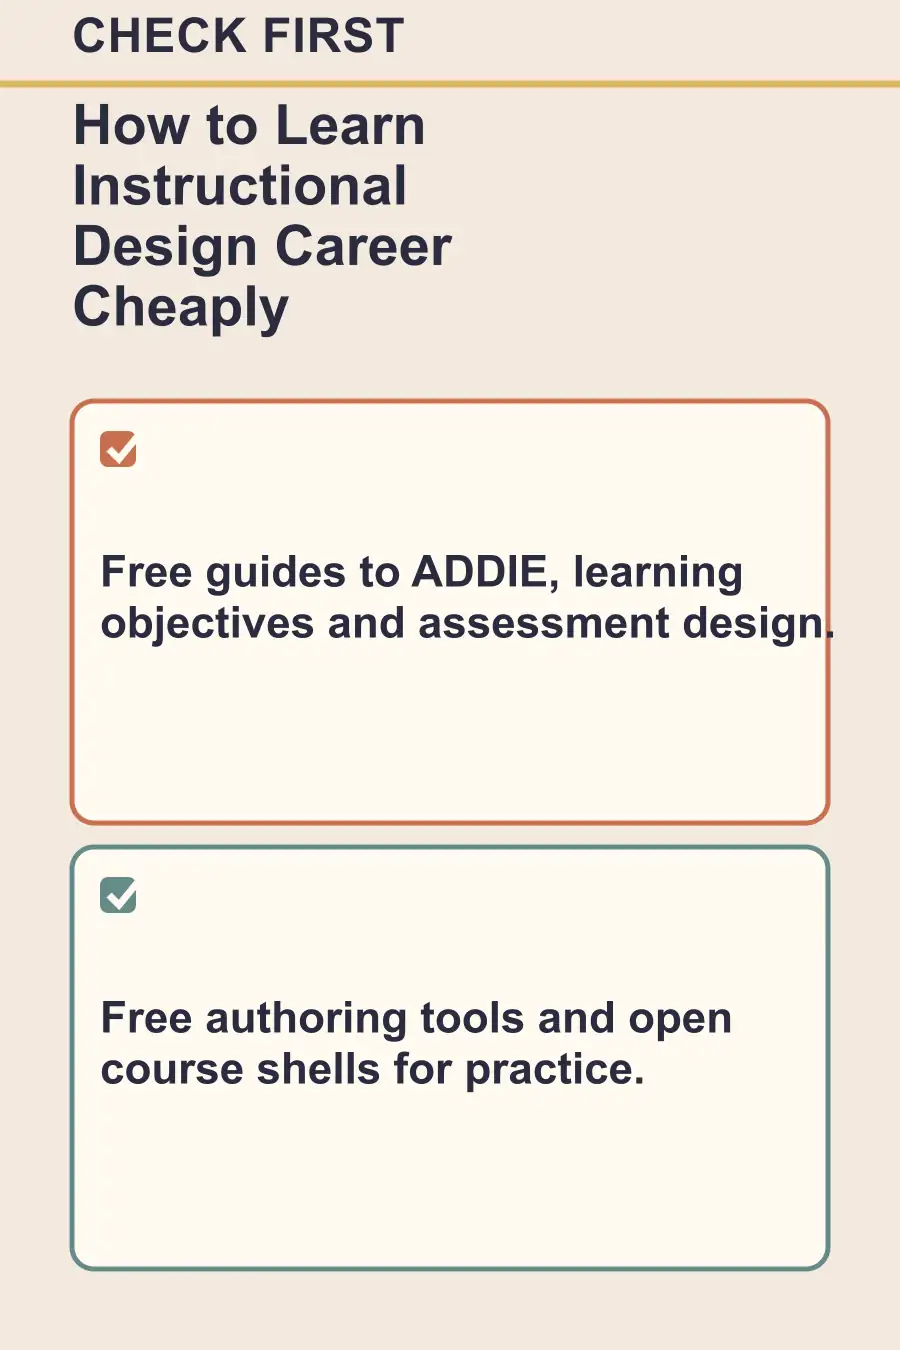 CHECK FIRST
How to Learn
Instructional
Design Career
Cheaply
Free guides to ADDIE, learning
objectives and assessment design.
Free authoring tools and open
course shells for practice.